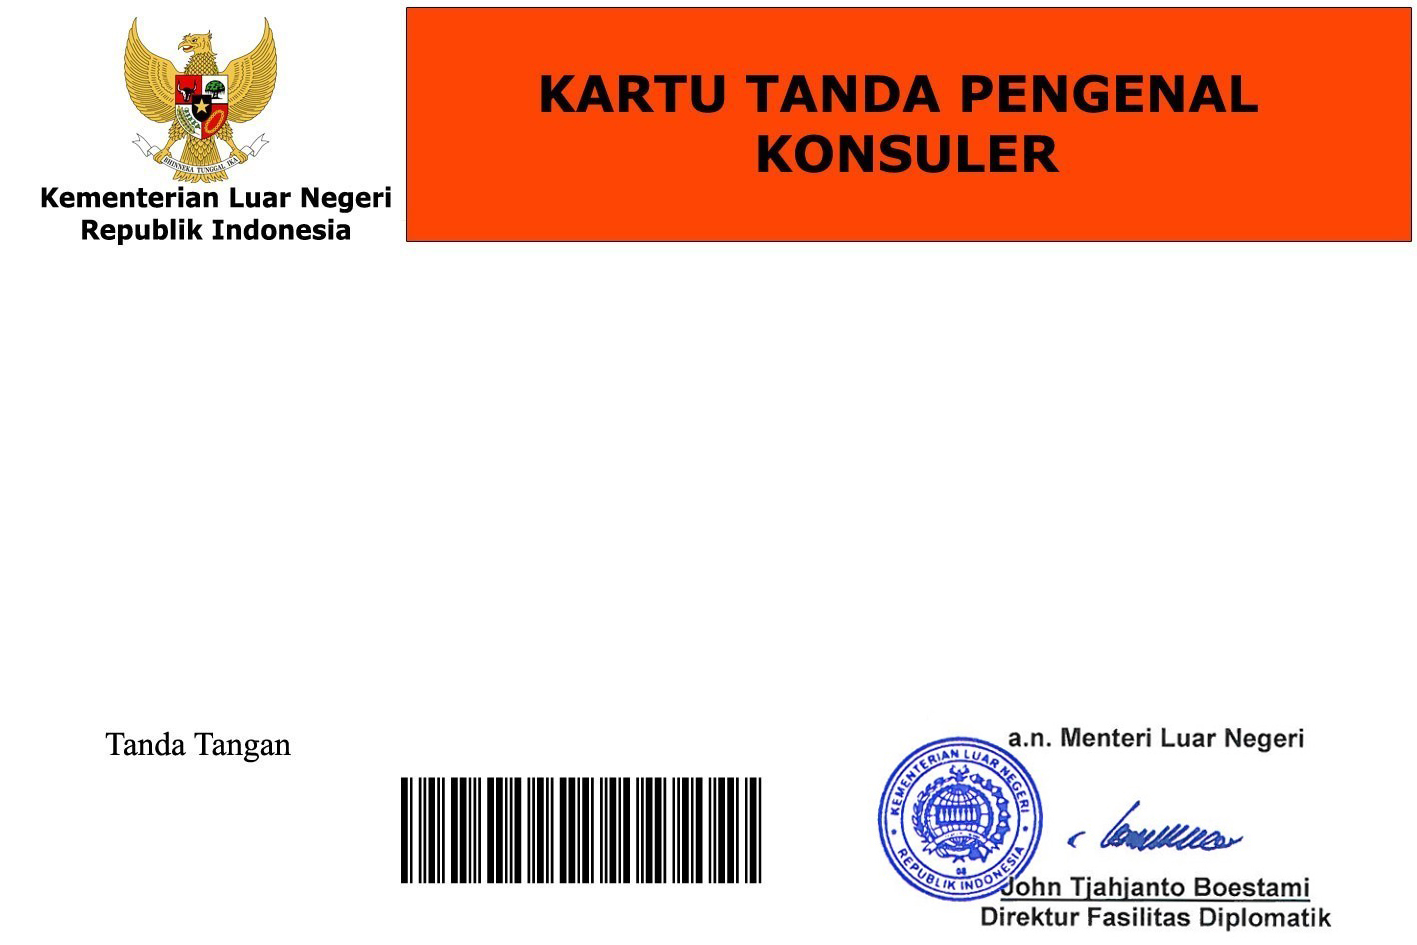 BHINNEKA TUNGGAL IKA
Kementerian Luar Negeri
Republik Indonesia
KARTU TANDA PENGENAL
KONSULER
Tanda Tangan
a.n. Menteri Luar Negeri
KEMENTERIAN LUAR NEGERI
REPUBLIK INDONESIA
08
John Tjahjanto Boestami
Direktur Fasilitas Diplomatik